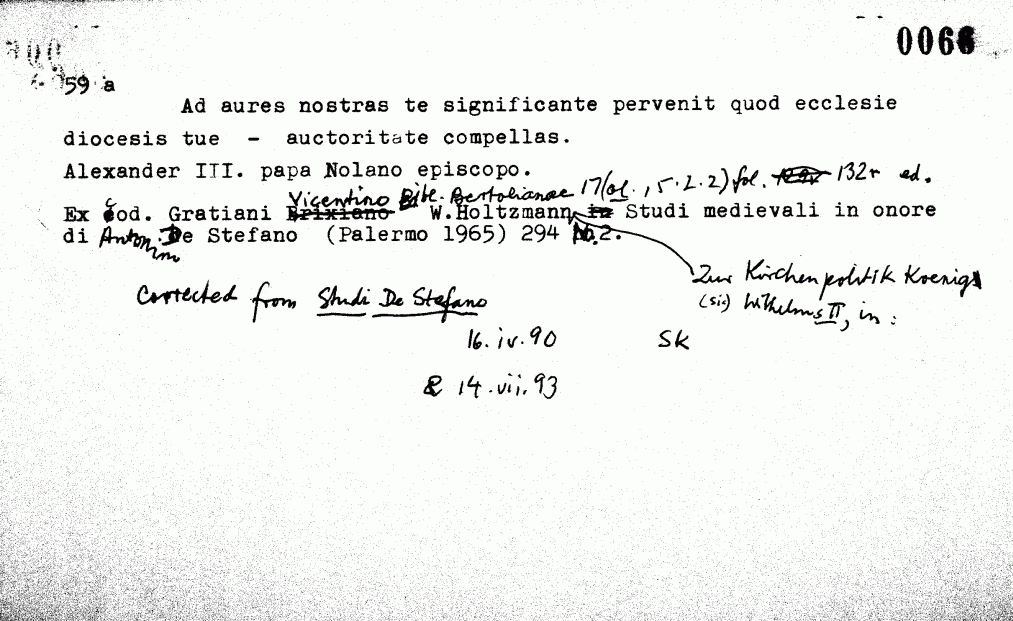 0066
59 a
Ad aures nostras te significante pervenit quod ecclesie
diocesis tue - auctoritate compellas.
Alexander III. papa Nolano episcopo.
Vicentino Bibl. Bertolianae 17 (ol., 5.2.2) fol. 132r ed.
Ex cod. Gratiani Brixiano W.Holtzmann in Studi medievali in onore
di Antonino De Stefano (Palermo 1965) 294 No.2.
Zur Kirchenpolitik Koenigs
(sic) Wilhelms II, in:
Corrected from Studi De Stefano
16.iv.90 SK
& 14.vii.93